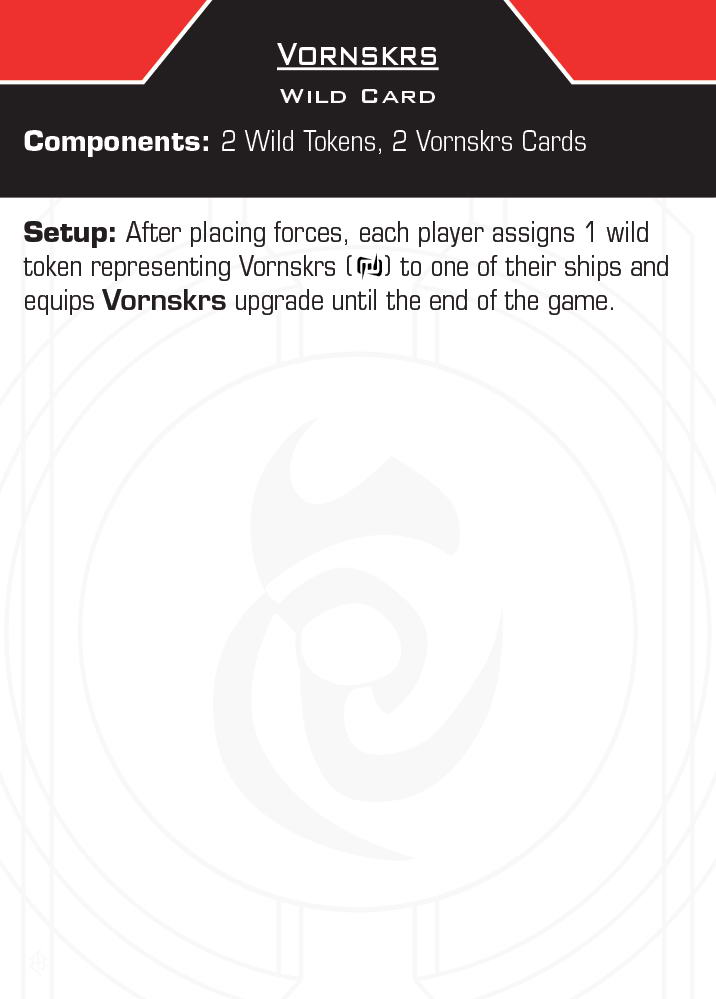 VORNSKRS
WILD CARD
Components: 2 Wild Tokens, 2 Vornskrs Cards
Setup: After placing forces, each player assigns 1 wild
token representing Vornskrs ( ) to one of their ships and
equips Vornskrs upgrade until the end of the game.